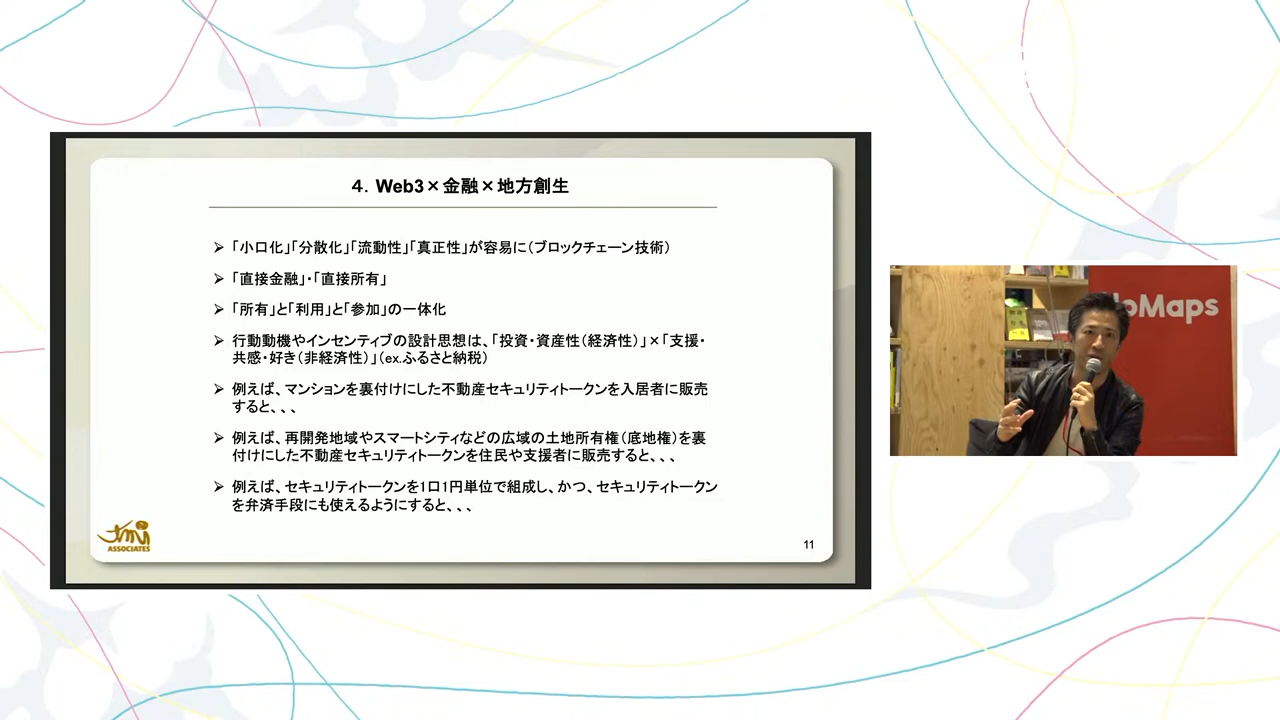 ４．Web3×金融×地方創生
➢ 「小口化」「分散化」「流動性」「真正性」が容易に（ブロックチェーン技術）
➢ 「直接金融」・「直接所有」
➢ 「所有」と「利用」と「参加」の一体化
➢ 行動動機やインセンティブの設計思想は、「投資・資産性（経済性）」×「支援・
共感・好き（非経済性）」（ex.ふるさと納税）
➢ 例えば、マンションを裏付けにした不動産セキュリティトークンを入居者に販売
すると、、、
➢ 例えば、再開発地域やスマートシティなどの広域の土地所有権（底地権）を裏
付けにした不動産セキュリティトークンを住民や支援者に販売すると、、、
➢ 例えば、セキュリティトークンを1口1円単位で組成し、かつ、セキュリティトークン
を弁済手段にも使えるようにすると、、、
tmi
ASSOCIATES
11
oMaps